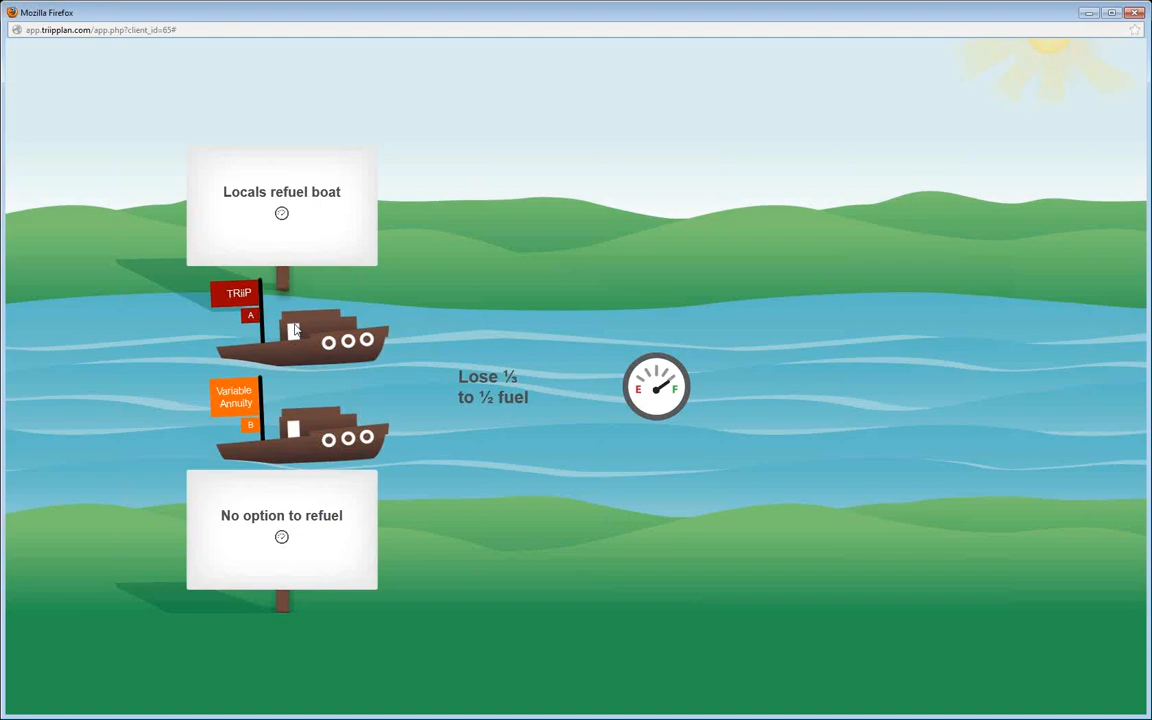 Mozilla Firefox
app.triipplan.com/app.php?client_id=65#
Locals refuel boat
TRiiP
A
Variable
Annuity
B
Lose ⅓
to ½ fuel
E F
No option to refuel